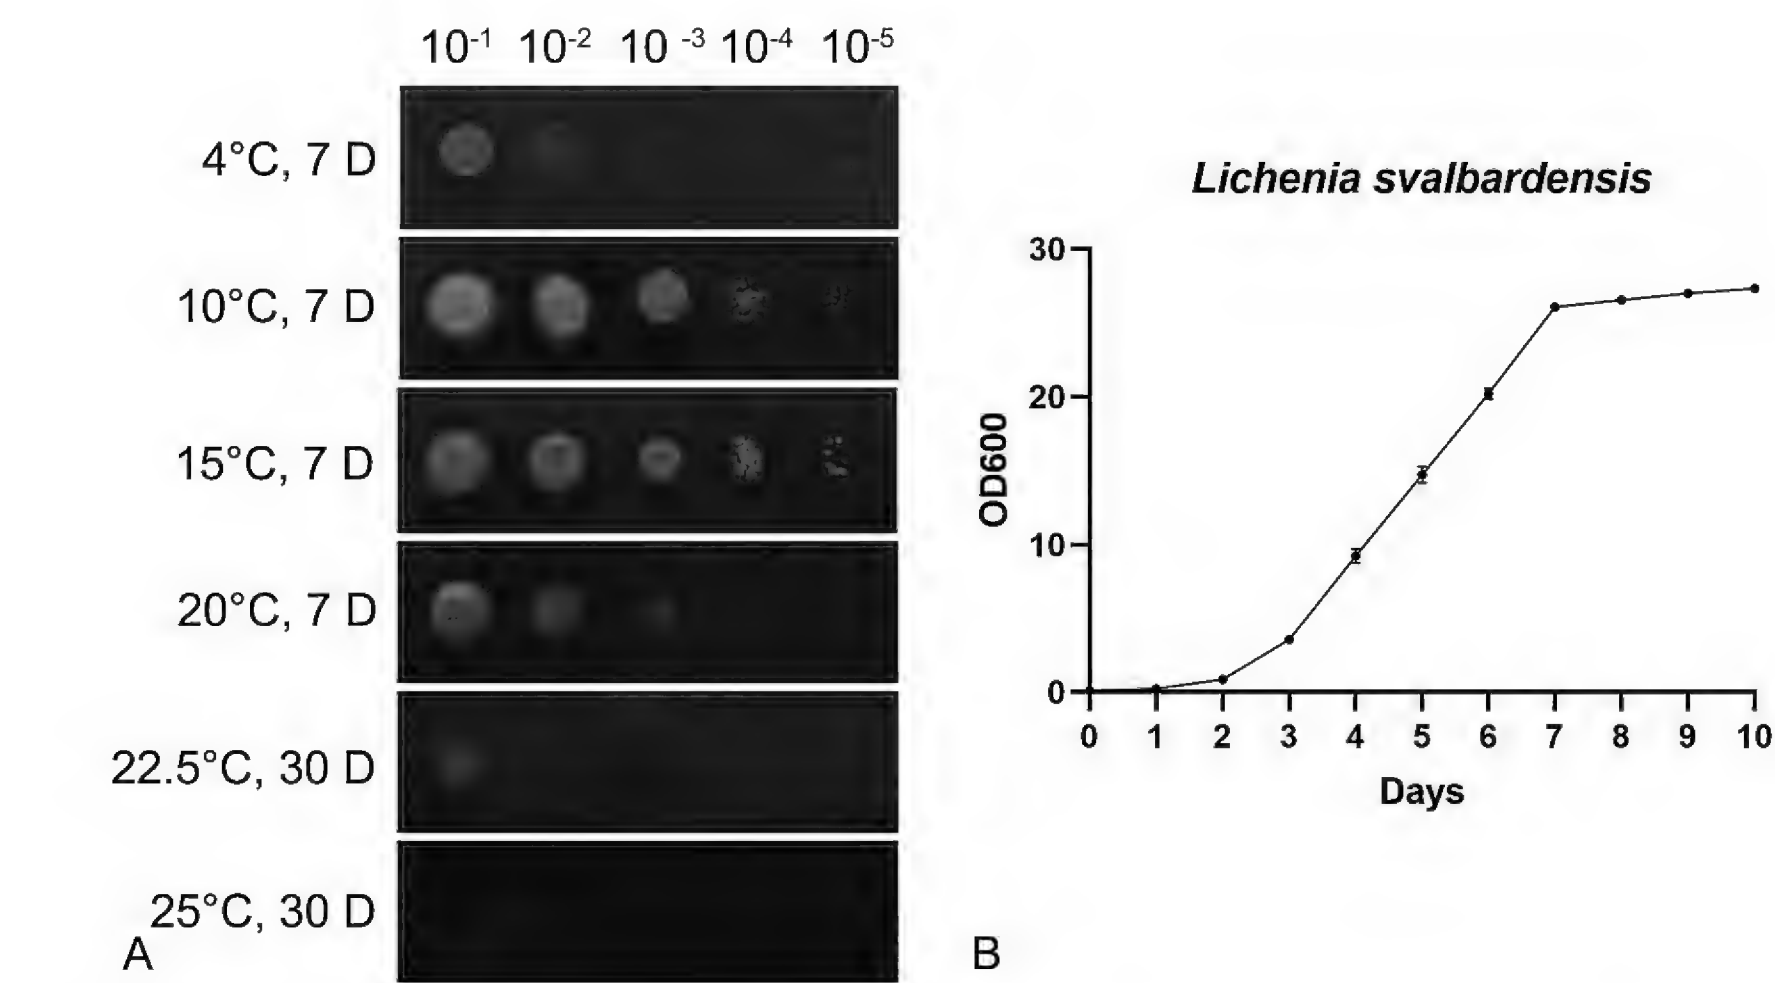 10⁻¹ 10⁻² 10 ⁻³ 10⁻⁴ 10⁻⁵
4°C, 7 D
10°C, 7 D
15°C, 7 D
20°C, 7 D
22.5°C, 30 D
25°C, 30 D
A
Lichenia svalbardensis
30
20
10
0
OD600
0 1 2 3 4 5 6 7 8 9 10
Days
B